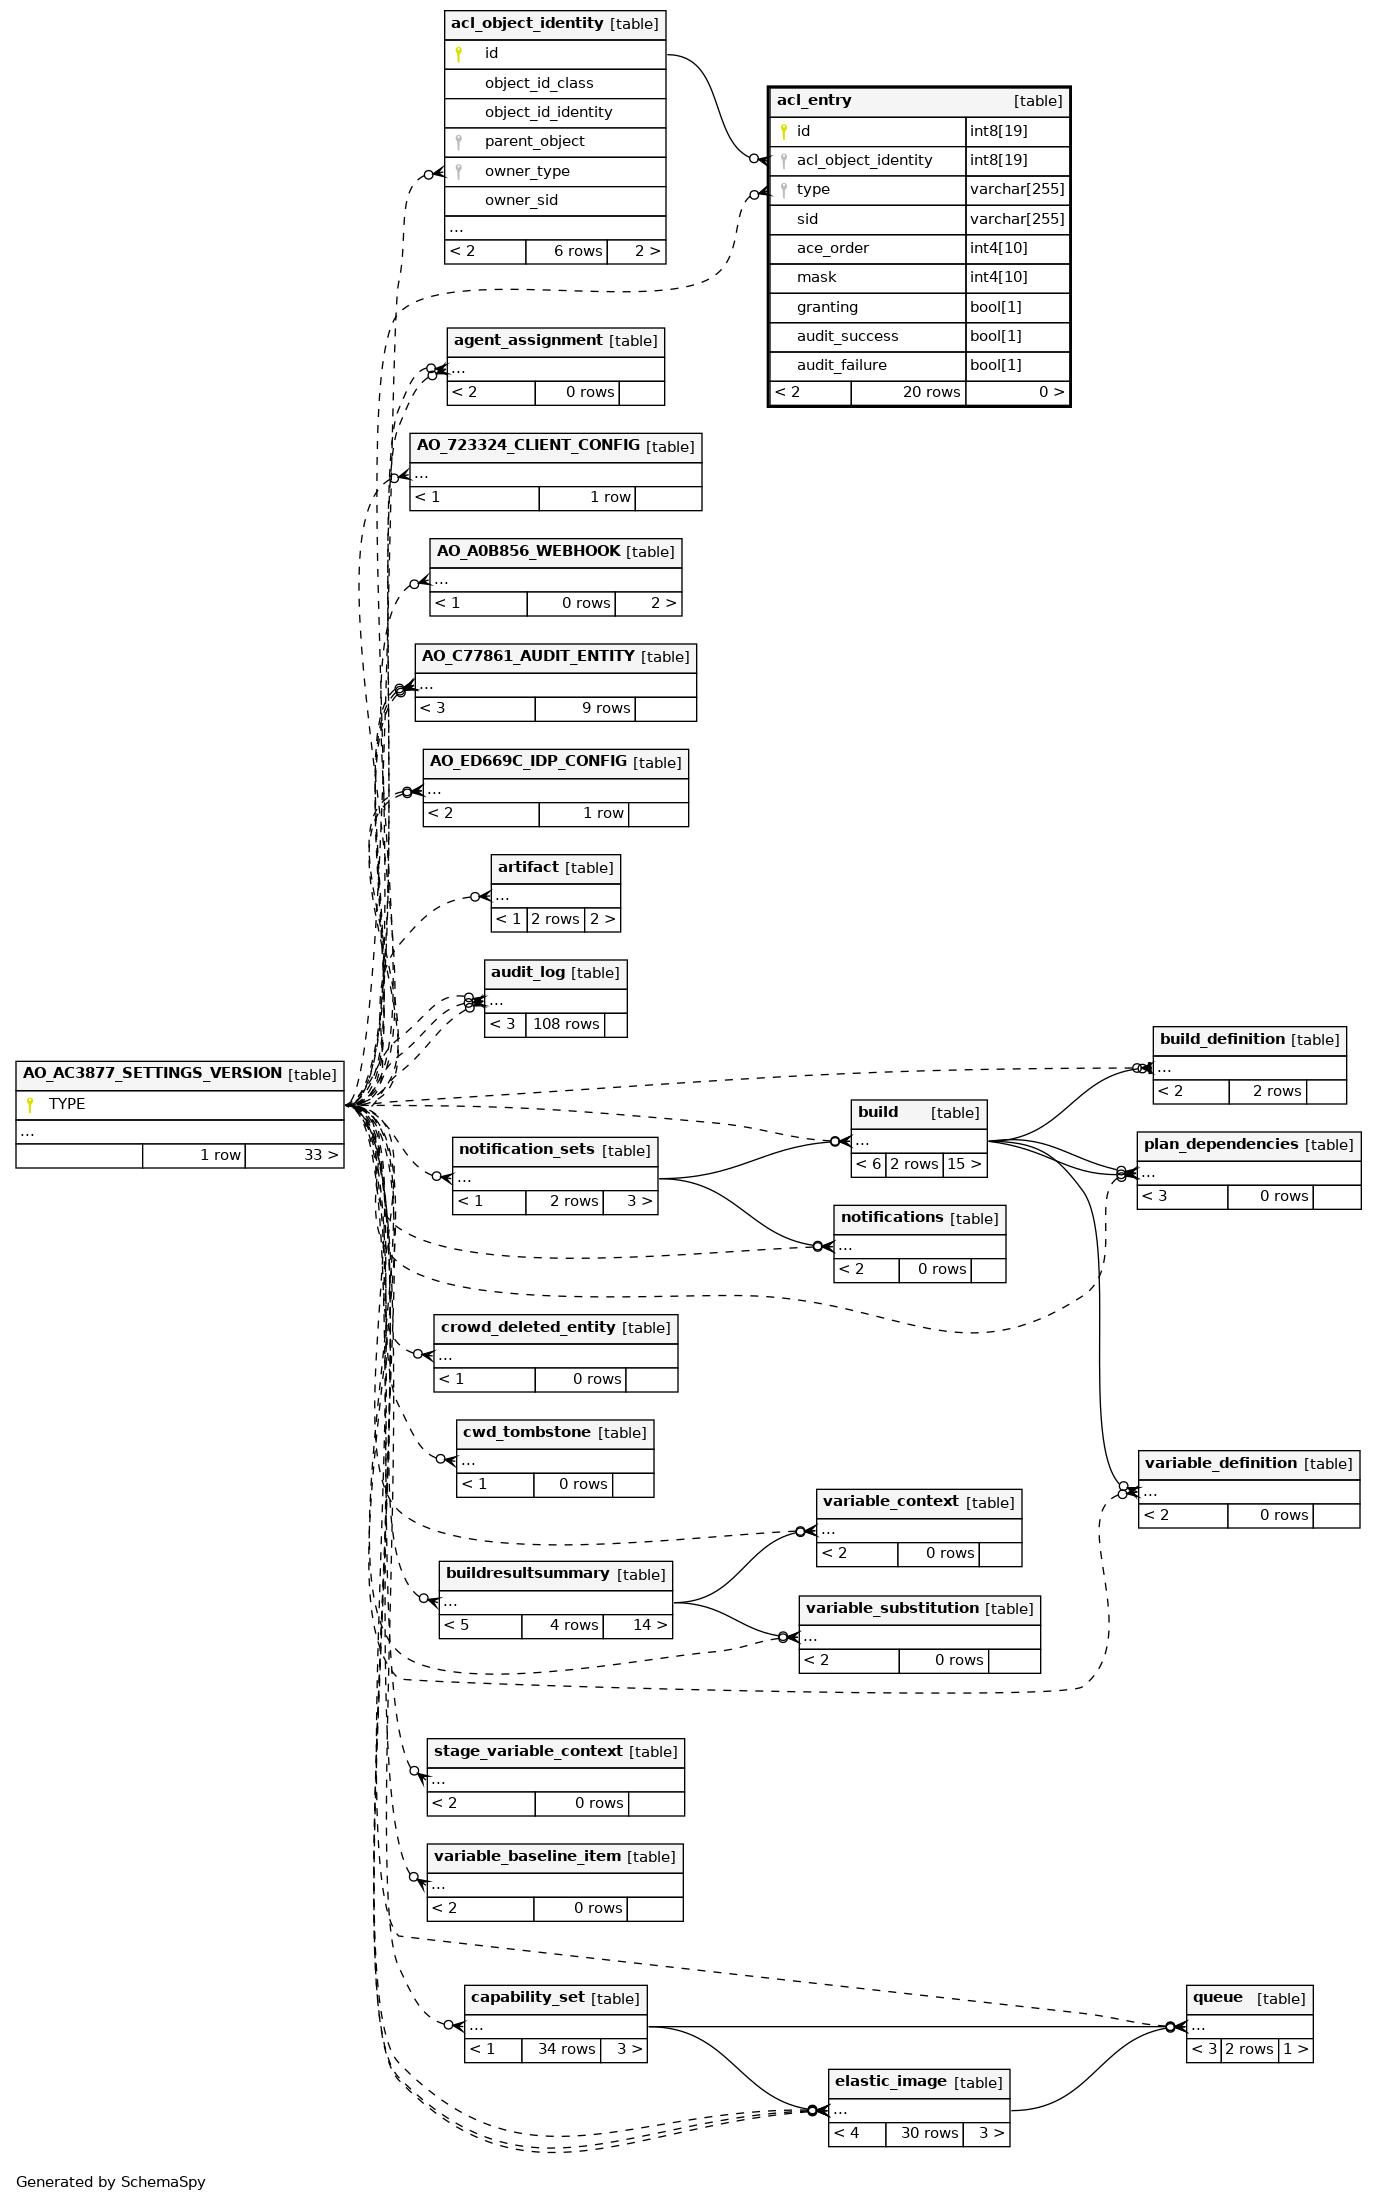 acl_object_identity [table]
id
object_id_class
object_id_identity
parent_object
owner_type
owner_sid
...
< 2 6 rows 2 >
acl_entry [table]
id int8[19]
acl_object_identity int8[19]
type varchar[255]
sid varchar[255]
ace_order int4[10]
mask int4[10]
granting bool[1]
audit_success bool[1]
audit_failure bool[1]
< 2 20 rows 0 >
agent_assignment [table]
...
< 2 0 rows
AO_723324_CLIENT_CONFIG [table]
...
< 1 1 row
AO_A0B856_WEBHOOK [table]
...
< 1 0 rows 2 >
AO_C77861_AUDIT_ENTITY [table]
...
< 3 9 rows
AO_ED669C_IDP_CONFIG [table]
...
< 2 1 row
artifact [table]
...
< 1 2 rows 2 >
audit_log [table]
...
< 3 108 rows
AO_AC3877_SETTINGS_VERSION [table]
TYPE
...
1 row 33 >
build_definition [table]
...
< 2 2 rows
build [table]
...
< 6 2 rows 15 >
plan_dependencies [table]
...
< 3 0 rows
notification_sets [table]
...
< 1 2 rows 3 >
notifications [table]
...
< 2 0 rows
crowd_deleted_entity [table]
...
< 1 0 rows
cwd_tombstone [table]
...
< 1 0 rows
variable_definition [table]
...
< 2 0 rows
variable_context [table]
...
< 2 0 rows
buildresultsummary [table]
...
< 5 4 rows 14 >
variable_substitution [table]
...
< 2 0 rows
stage_variable_context [table]
...
< 2 0 rows
variable_baseline_item [table]
...
< 2 0 rows
capability_set [table]
...
< 1 34 rows 3 >
queue [table]
...
< 3 2 rows 1 >
elastic_image [table]
...
< 4 30 rows 3 >
Generated by SchemaSpy